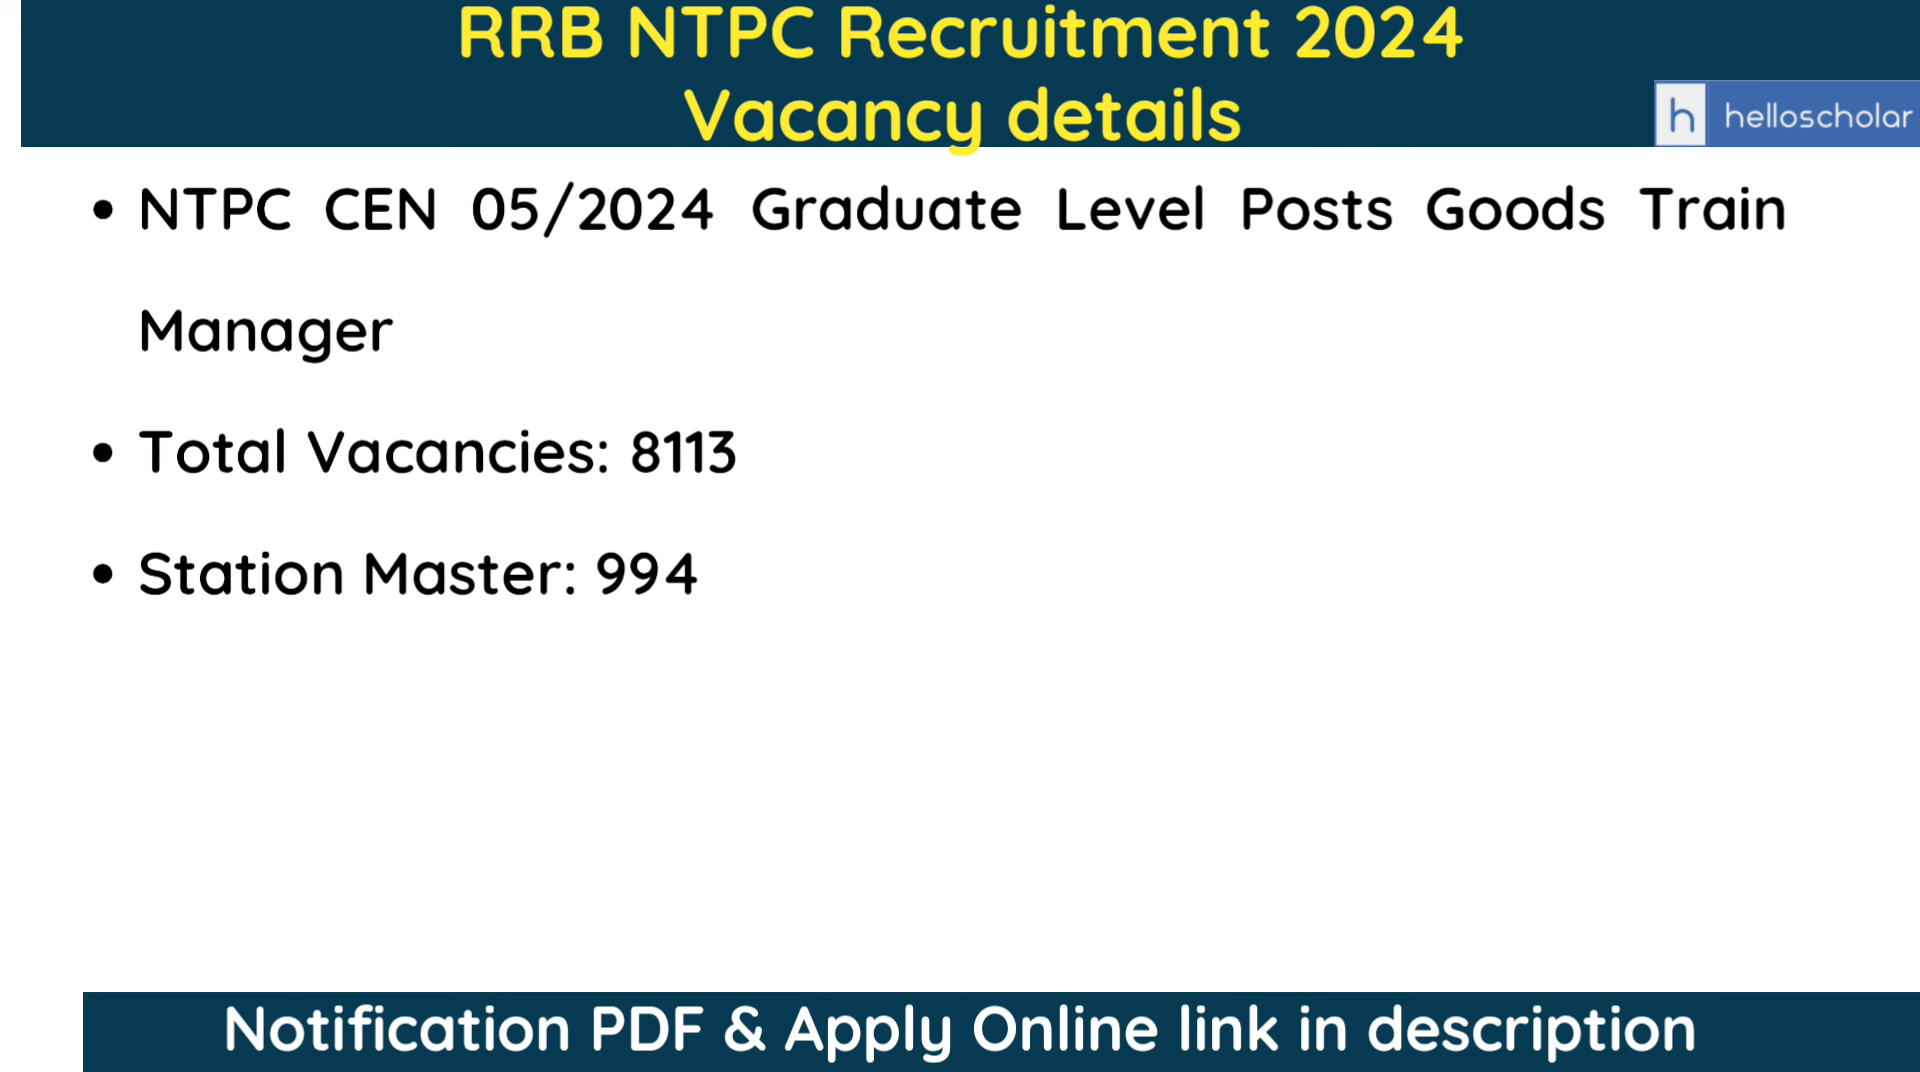 RRB NTPC Recruitment 2024
Vacancy details
h helloscholar
• NTPC CEN 05/2024 Graduate Level Posts Goods Train
Manager
• Total Vacancies: 8113
• Station Master: 994
Notification PDF & Apply Online link in description